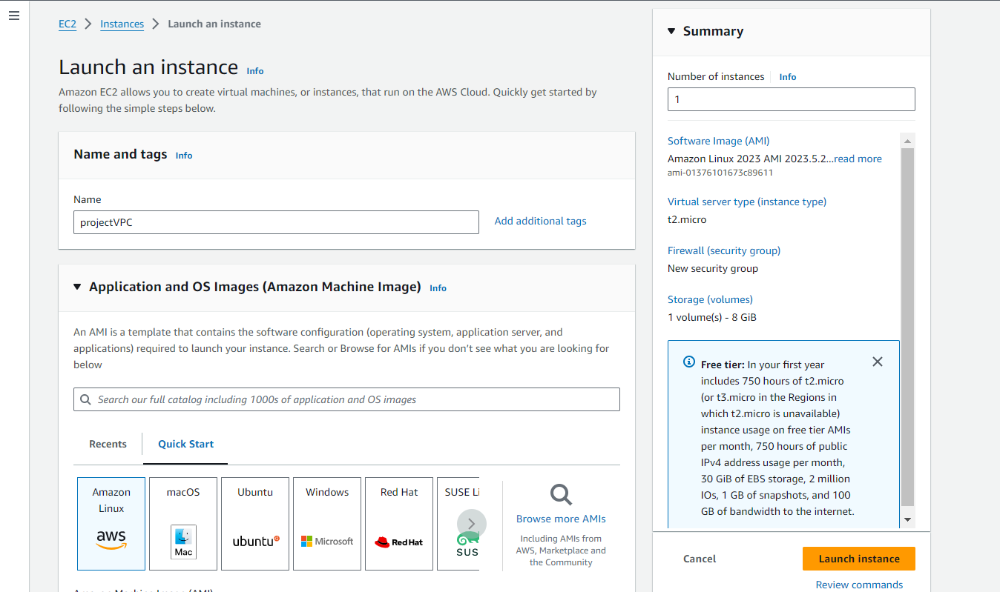 EC2 > Instances > Launch an instance
Launch an instance Info
Amazon EC2 allows you to create virtual machines, or instances, that run on the AWS Cloud. Quickly get started by
following the simple steps below.
Name and tags Info
Name
projectVPC
Add additional tags
Application and OS Images (Amazon Machine Image) Info
An AMI is a template that contains the software configuration (operating system, application server, and
applications) required to launch your instance. Search or Browse for AMIs if you don't see what you are looking for
below
Search our full catalog including 1000s of application and OS images
Recents
Quick Start
Amazon
Linux
aws
macOS
Mac
Ubuntu
ubuntu
Windows
Microsoft
Red Hat
Red Hat
SUSE Li
SUS
Browse more AMIs
Including AMIs from
AWS, Marketplace and
the Community
Amazon Machine Image (AMI)
Summary
Number of instances Info
1
Software Image (AMI)
Amazon Linux 2023 AMI 2023.5.2...read more
ami-01376101673c89611
Virtual server type (instance type)
t2.micro
Firewall (security group)
New security group
Storage (volumes)
1 volume(s) - 8 GiB
Free tier: In your first year
includes 750 hours of t2.micro
(or t3.micro in the Regions in
which t2.micro is unavailable)
instance usage on free tier AMIs
per month, 750 hours of public
IPv4 address usage per month,
30 GiB of EBS storage, 2 million
IOs, 1 GB of snapshots, and 100
GB of bandwidth to the internet.
Cancel
Launch instance
Review commands